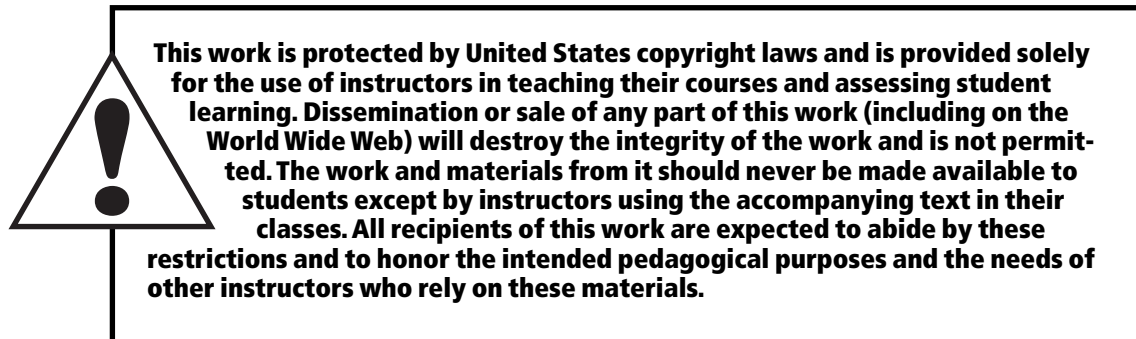 This work is protected by United States copyright laws and is provided solely
for the use of instructors in teaching their courses and assessing student
learning. Dissemination or sale of any part of this work (including on the
World Wide Web) will destroy the integrity of the work and is not permit-
ted. The work and materials from it should never be made available to
students except by instructors using the accompanying text in their
classes. All recipients of this work are expected to abide by these
restrictions and to honor the intended pedagogical purposes and the needs of
other instructors who rely on these materials.